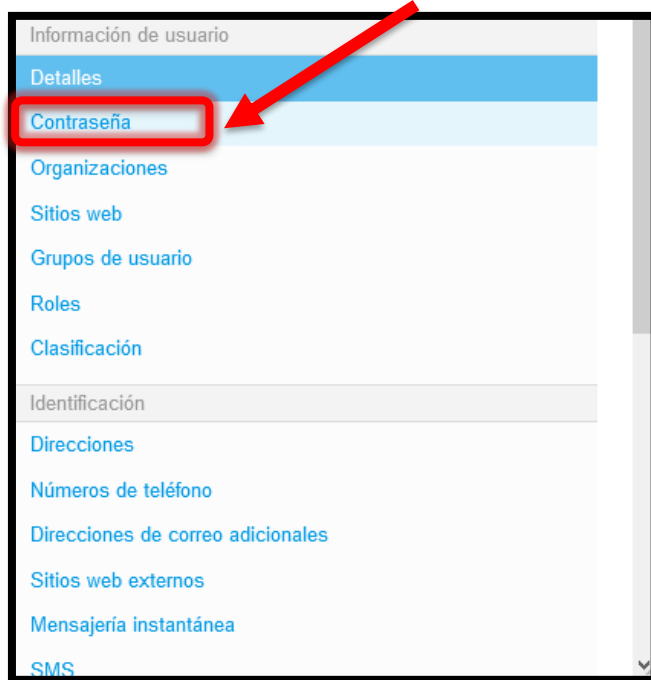 Información de usuario
Detalles
Contraseña
Organizaciones
Sitios web
Grupos de usuario
Roles
Clasificación
Identificación
Direcciones
Números de teléfono
Direcciones de correo adicionales
Sitios web externos
Mensajería instantánea
SMS